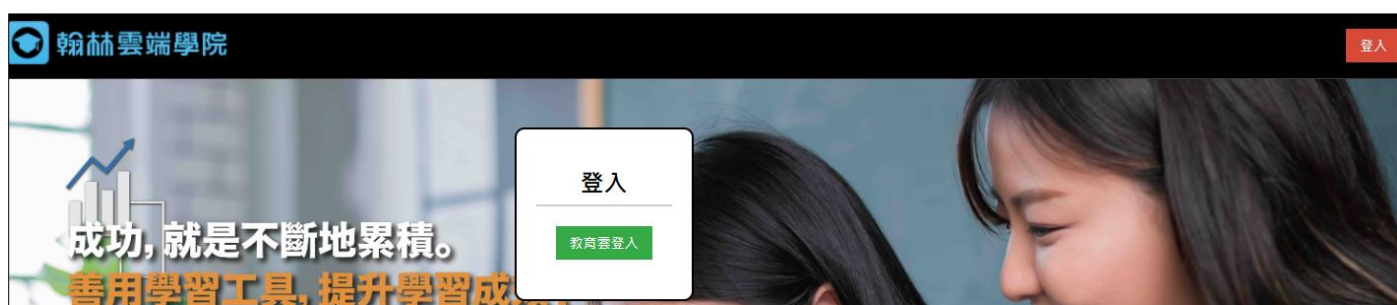 翰林雲端學院
登入
登入
教育雲登入
成功,就是不斷地累積。
善用學習工具,提升學習成